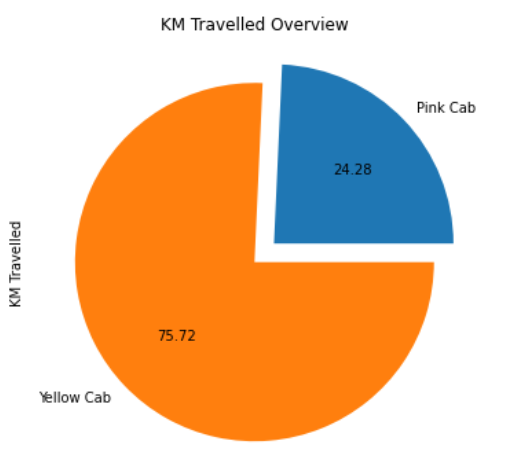 KM Travelled Overview
Pink Cab
24.28
KM Travelled
75.72
Yellow Cab